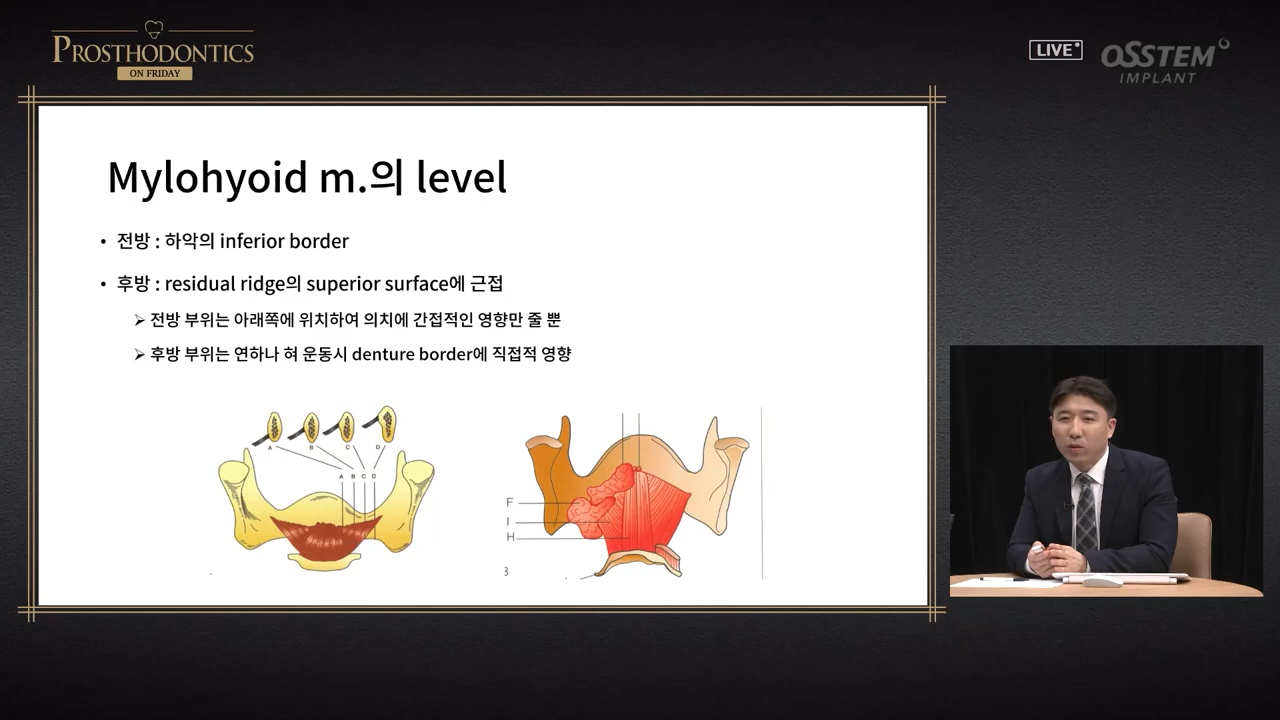 PROSTHODONTICS
ON FRIDAY
LIVE
OSSTEM
IMPLANT
Mylohyoid m.의 level
• 전방 : 하악의 inferior border
• 후방 : residual ridge의 superior surface에 근접
➢ 전방 부위는 아래쪽에 위치하여 의치에 간접적인 영향만 줄 뿐
➢ 후방 부위는 연하나 혀 운동시 denture border에 직접적 영향
A B C D
A B C D
F
I
H